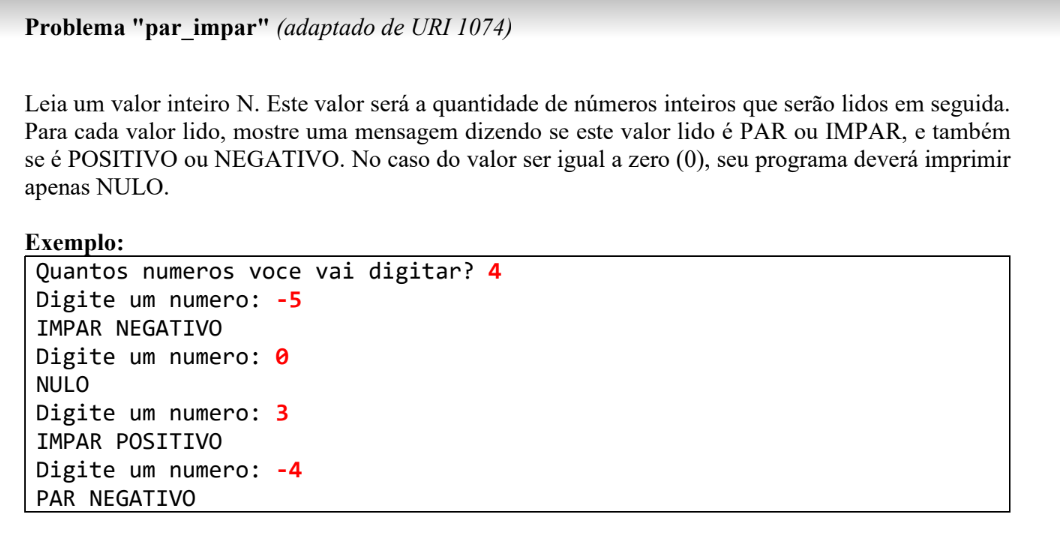 Problema "par_impar" (adaptado de URI 1074)
Leia um valor inteiro N. Este valor será a quantidade de números inteiros que serão lidos em seguida.
Para cada valor lido, mostre uma mensagem dizendo se este valor lido é PAR ou IMPAR, e também
se é POSITIVO ou NEGATIVO. No caso do valor ser igual a zero (0), seu programa deverá imprimir
apenas NULO.
Exemplo:
Quantos numeros voce vai digitar? 4
Digite um numero: -5
IMPAR NEGATIVO
Digite um numero: 0
NULO
Digite um numero: 3
IMPAR POSITIVO
Digite um numero: -4
PAR NEGATIVO